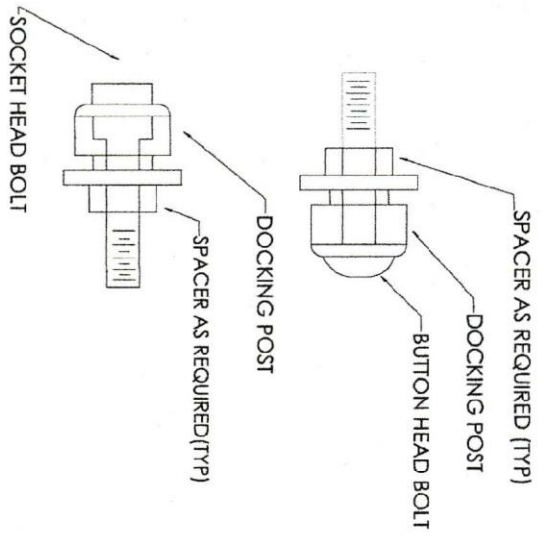 SPACER AS REQUIRED (TYP)
DOCKING POST
BUTTON HEAD BOLT
DOCKING POST
SPACER AS REQUIRED(TYP)
SOCKET HEAD BOLT